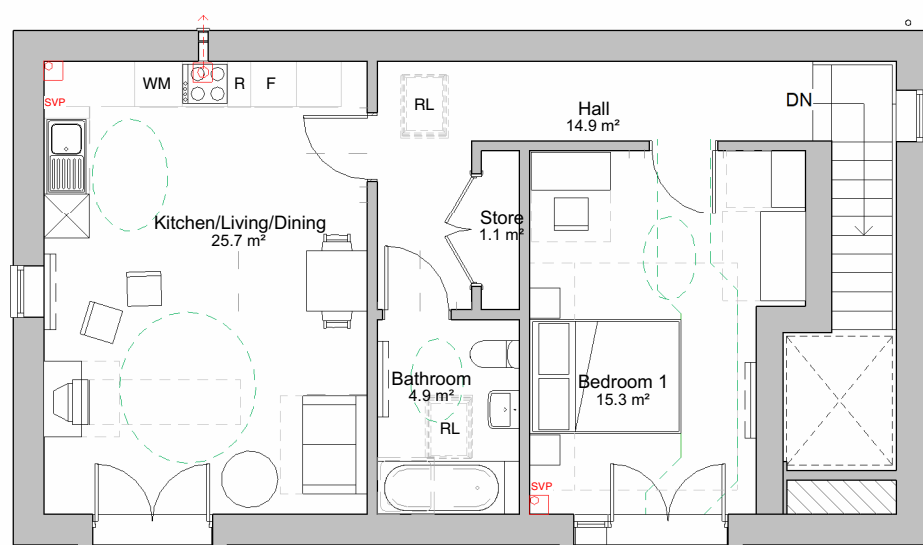 WM
R
F
SVP
RL
Hall
14.9 m²
DN
Kitchen/Living/Dining
25.7 m²
Store
1.1 m²
Bathroom
4.9 m²
RL
Bedroom 1
15.3 m²
SVP